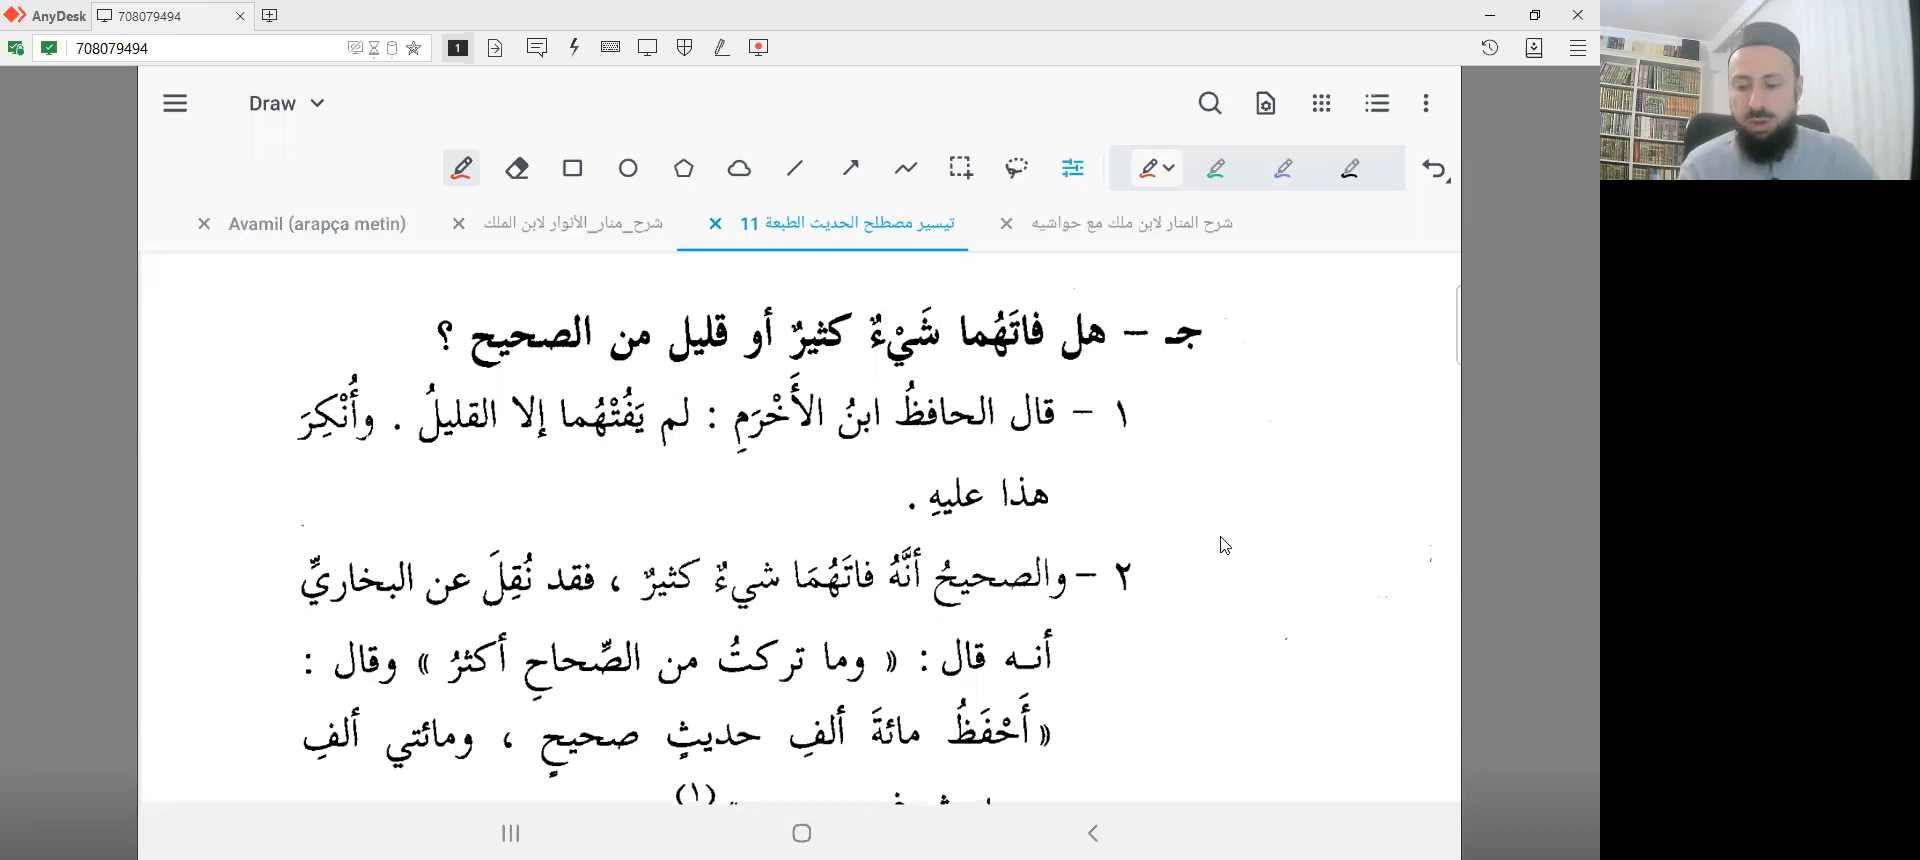 AnyDesk
708079494
708079494
1
Draw
Avamil (arapça metin)
شرح_منار_الأنوار لابن الملك
تيسير مصطلح الحديث الطبعة 11
شرح المنار لابن ملك مع حواشيه
جـ - هل فاتَهُما شَيْءٌ كثيرٌ أو قليل من الصحيح ؟
١ - قال الحافظُ ابنُ الأَخْرَمِ : لم يَفُتْهُما إلا القليلُ . وأُنْكِرَ
هذا عليهِ .
٢ - والصحيحُ أنَّهُ فاتَهُمَا شيءٌ كثيرٌ ، فقد نُقِلَ عن البخاريِّ
أنـه قال : « وما تركتُ من الصِّحاحِ أكثرُ » وقال :
« أَحْفَظُ مائةَ ألفِ حديثٍ صحيحٍ ، ومائتي ألفِ
(١)